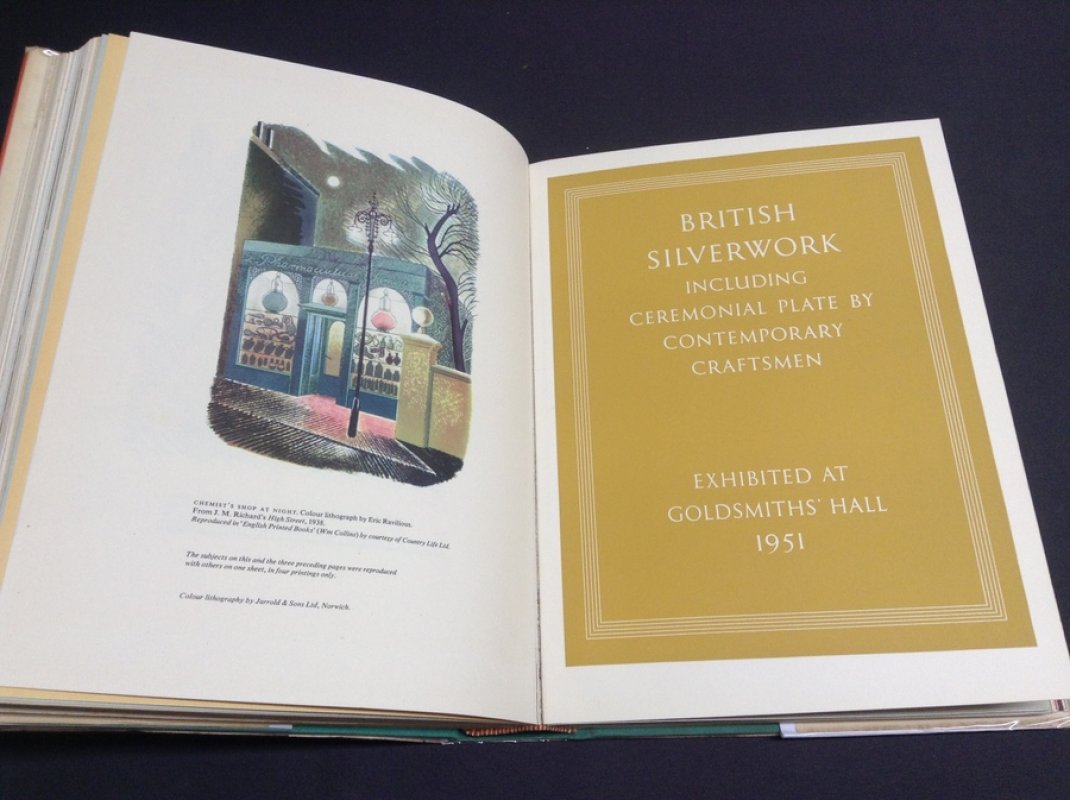 Pharmaceutical
CHEMIST'S SHOP AT NIGHT. Colour lithograph by Eric Ravilious.
From J. M. Richard's High Street, 1938.
Reproduced in 'English Printed Books' (Wm Collins) by courtesy of Country Life Ltd.
The subjects on this and the three preceding pages were reproduced
with others on one sheet, in four printings only.
Colour lithography by Jarrold & Sons Ltd, Norwich.
BRITISH
SILVERWORK
INCLUDING
CEREMONIAL PLATE BY
CONTEMPORARY
CRAFTSMEN
EXHIBITED AT
GOLDSMITHS' HALL
1951